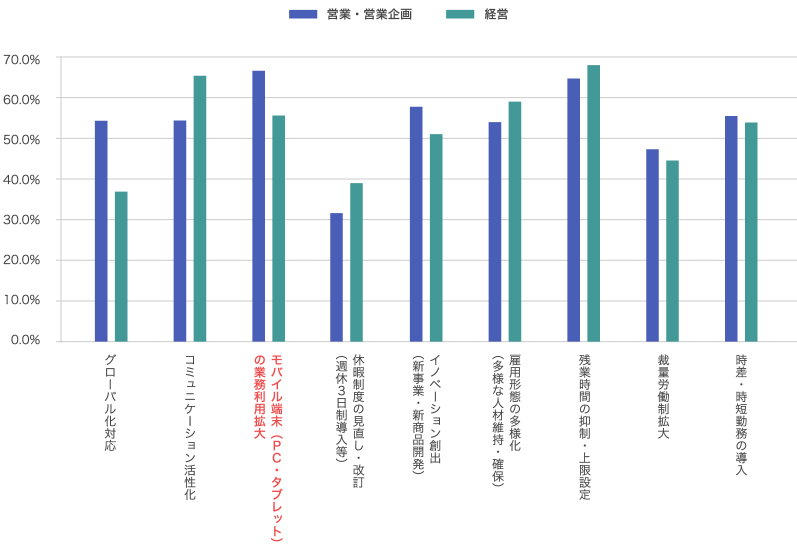 営業・営業企画
経営
70.0%
60.0%
50.0%
40.0%
30.0%
20.0%
10.0%
0.0%
グローバル化対応
コミュニケーション活性化
モバイル端末（PC・タブレット）
の業務利用拡大
休暇制度の見直し・改訂
（週休3日制導入等）
イノベーション創出
（新事業・新商品開発）
雇用形態の多様化
（多様な人材維持・確保）
残業時間の抑制・上限設定
裁量労働制拡大
時差・時短勤務の導入